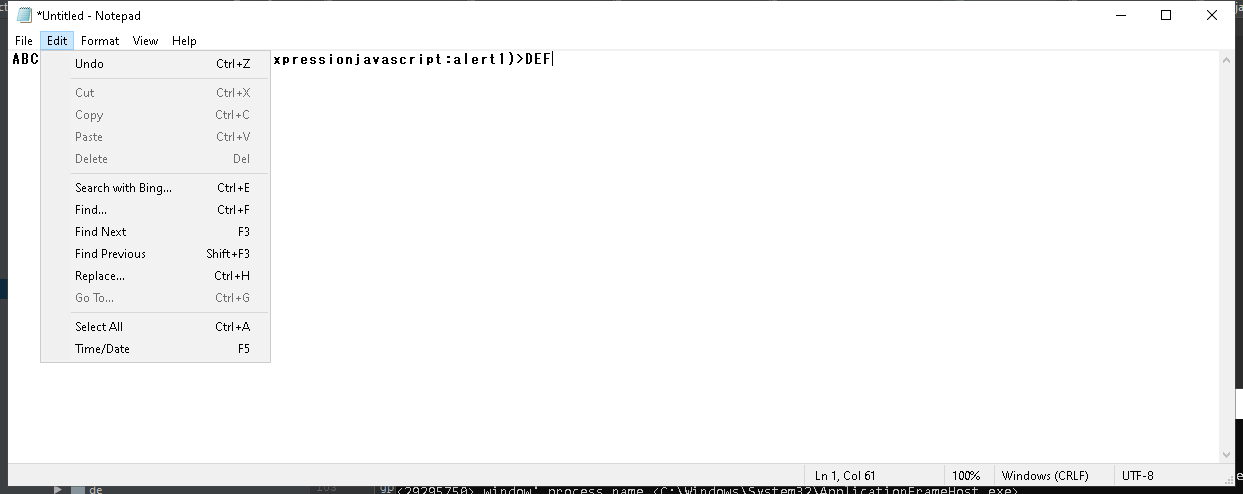 *Untitled - Notepad
File Edit Format View Help
ABC xpressionjavascript:alert1)>DEF
Undo Ctrl+Z
Cut Ctrl+X
Copy Ctrl+C
Paste Ctrl+V
Delete Del
Search with Bing... Ctrl+E
Find... Ctrl+F
Find Next F3
Find Previous Shift+F3
Replace... Ctrl+H
Go To... Ctrl+G
Select All Ctrl+A
Time/Date F5
Ln 1, Col 61 100% Windows (CRLF) UTF-8
de <29295750> window' process name <C:\Windows\System32\ApplicationFrameHost.exe>